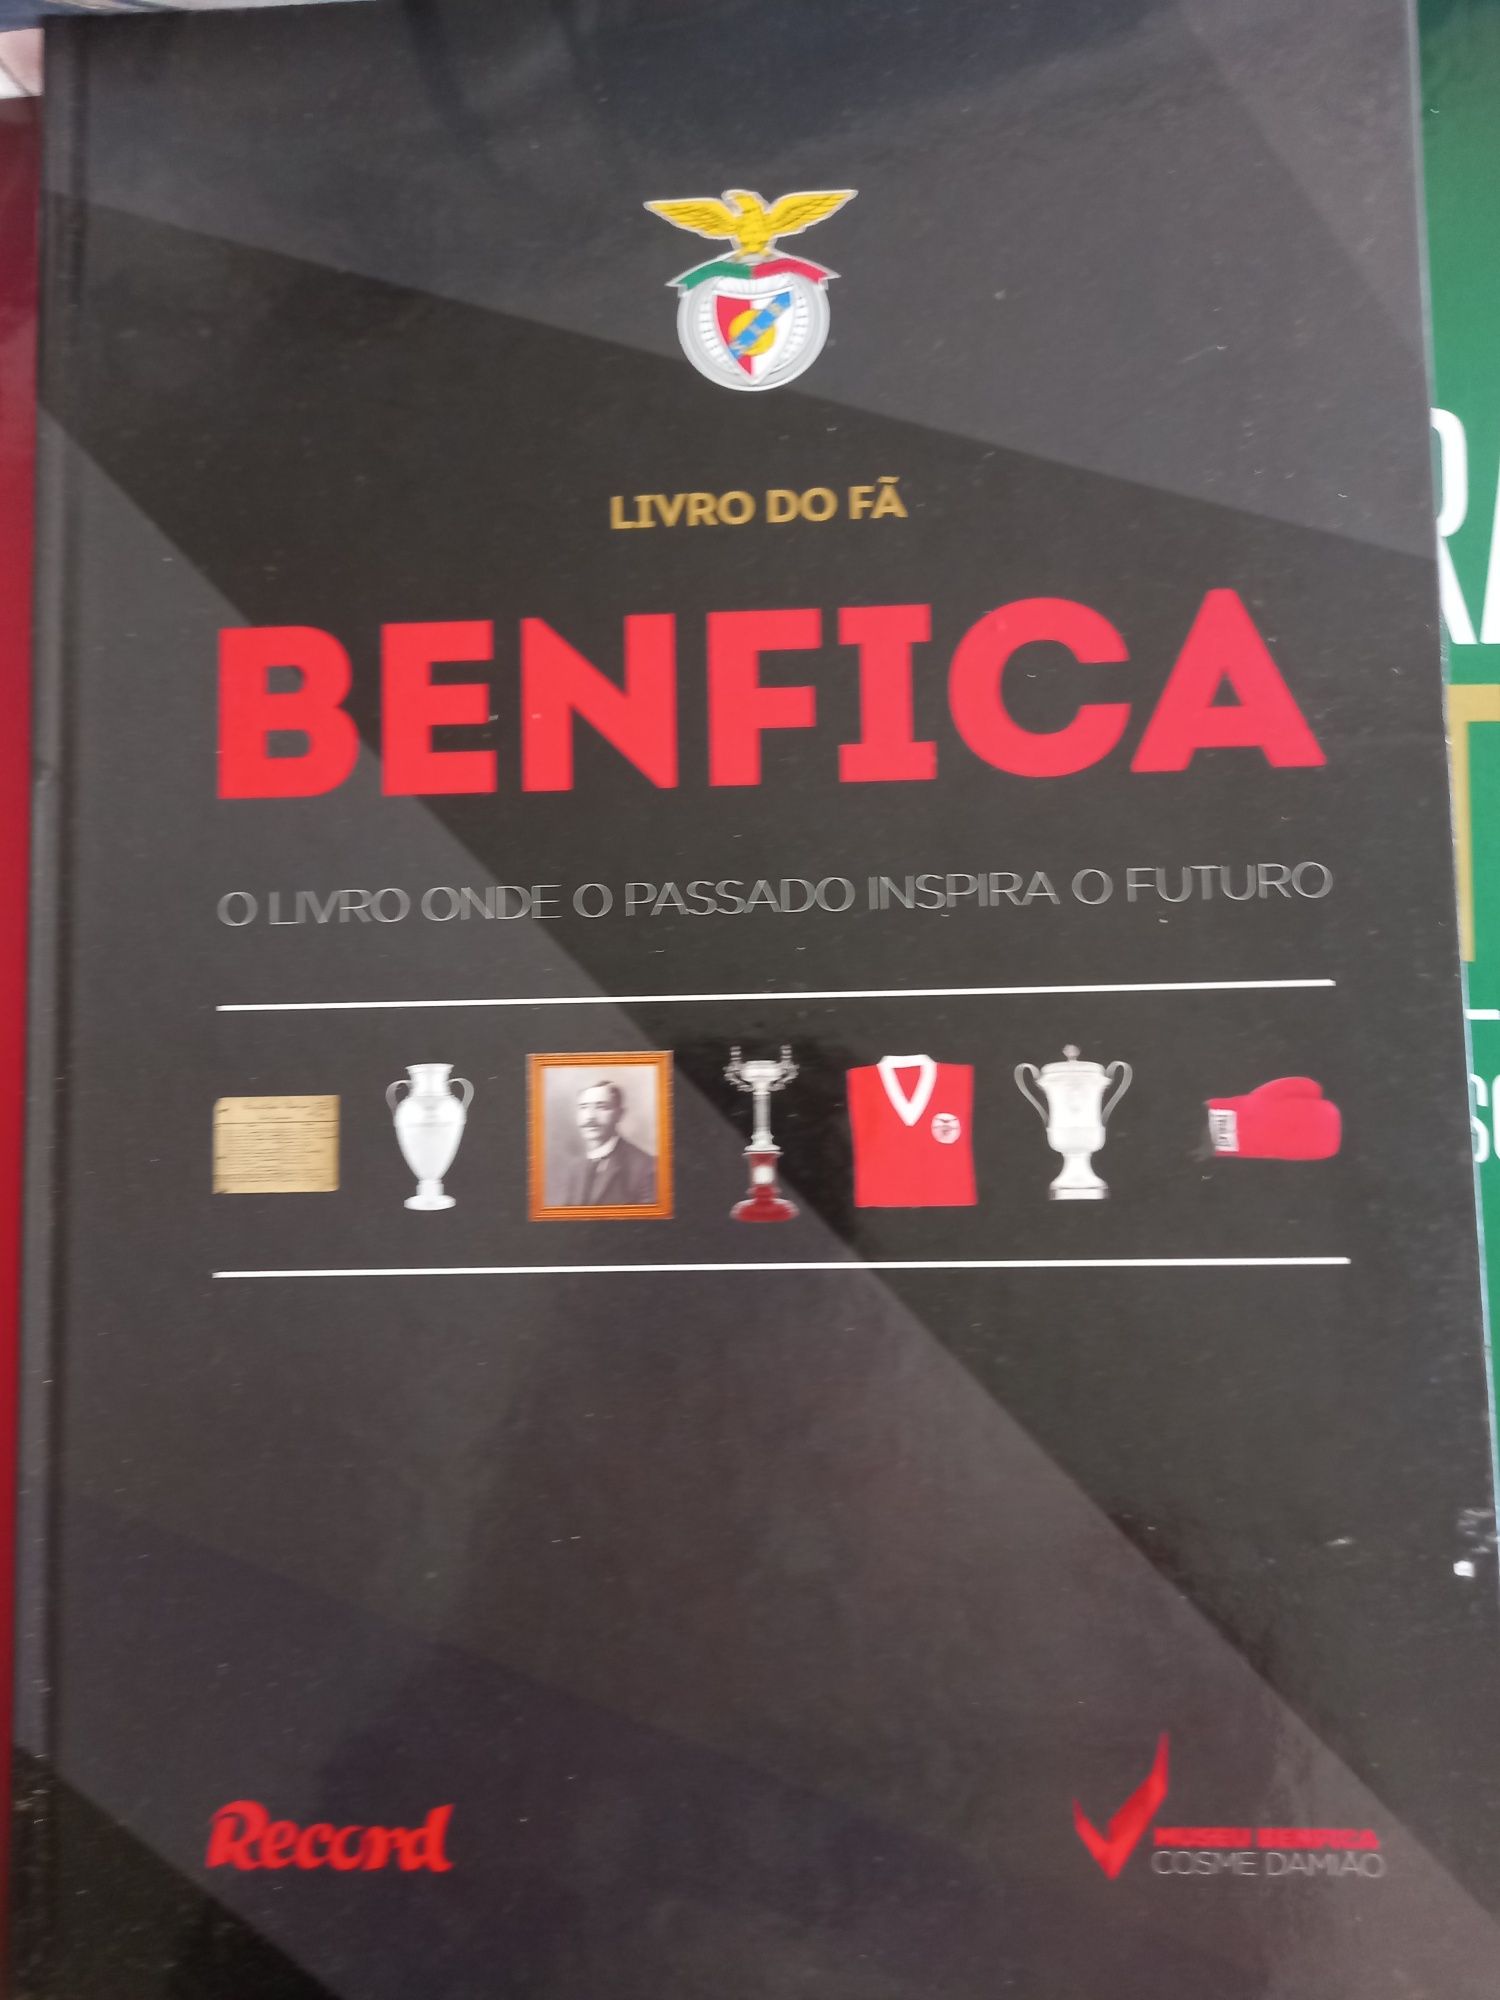 LIVRO DO FÃ
BENFICA
O LIVRO ONDE O PASSADO INSPIRA O FUTURO
Record
MUSEU BENFICA
COSME DAMIÃO